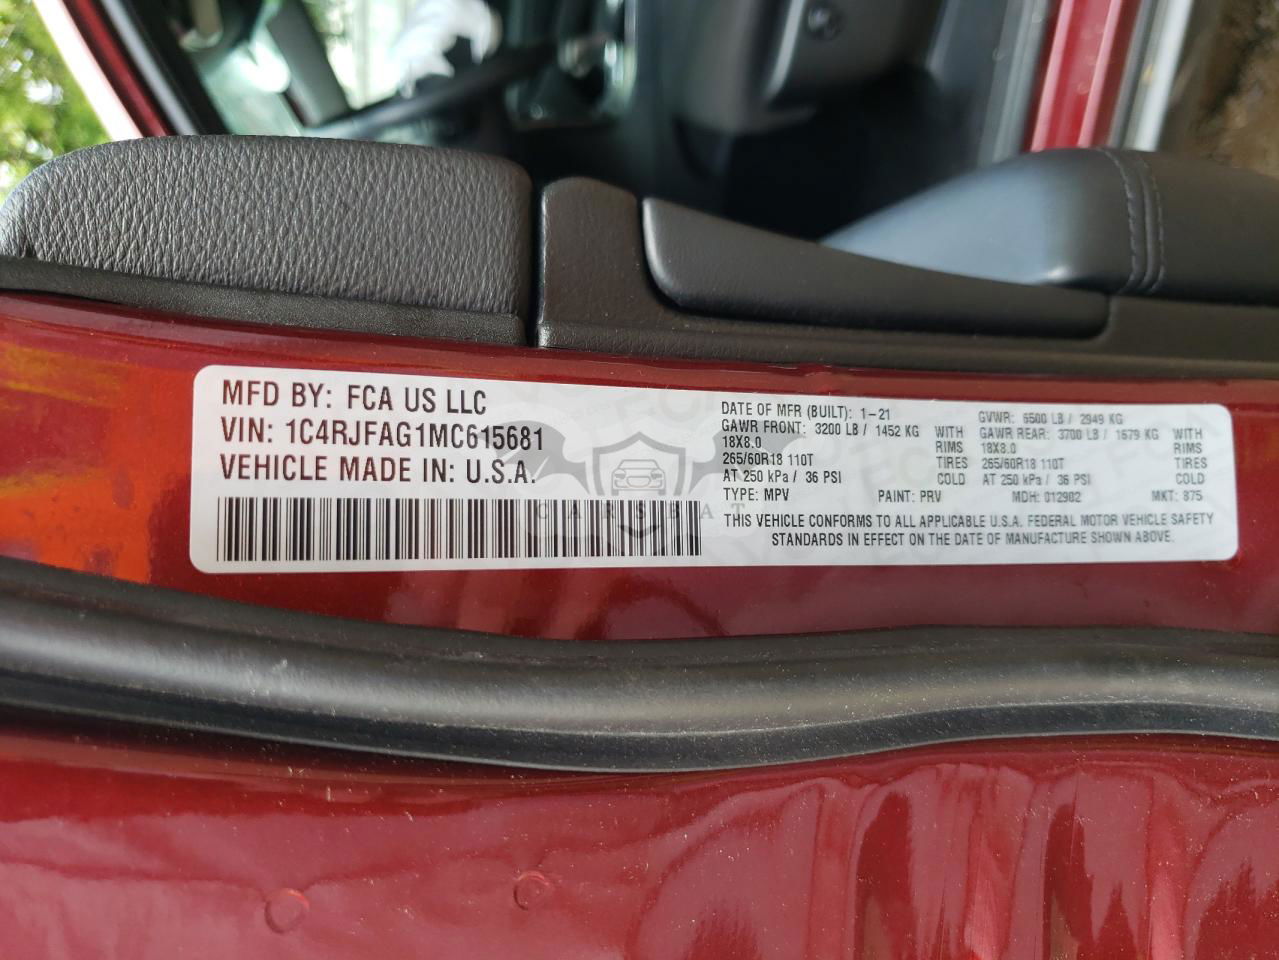 MFD BY: FCA US LLC
VIN: 1C4RJFAG1MC615681
VEHICLE MADE IN: U.S.A.
DATE OF MFR (BUILT): 1-21 GVWR: 6500 LB / 2949 KG
GAWR FRONT: 3200 LB / 1452 KG WITH GAWR REAR: 3700 LB / 1679 KG WITH
18X8.0 RIMS 18X8.0 RIMS
265/60R18 110T TIRES 265/60R18 110T TIRES
AT 250 kPa / 36 PSI COLD AT 250 kPa / 36 PSI COLD
TYPE: MPV PAINT: PRV MDH: 012902 MKT: 875
THIS VEHICLE CONFORMS TO ALL APPLICABLE U.S.A. FEDERAL MOTOR VEHICLE SAFETY
STANDARDS IN EFFECT ON THE DATE OF MANUFACTURE SHOWN ABOVE.
CARSBAT